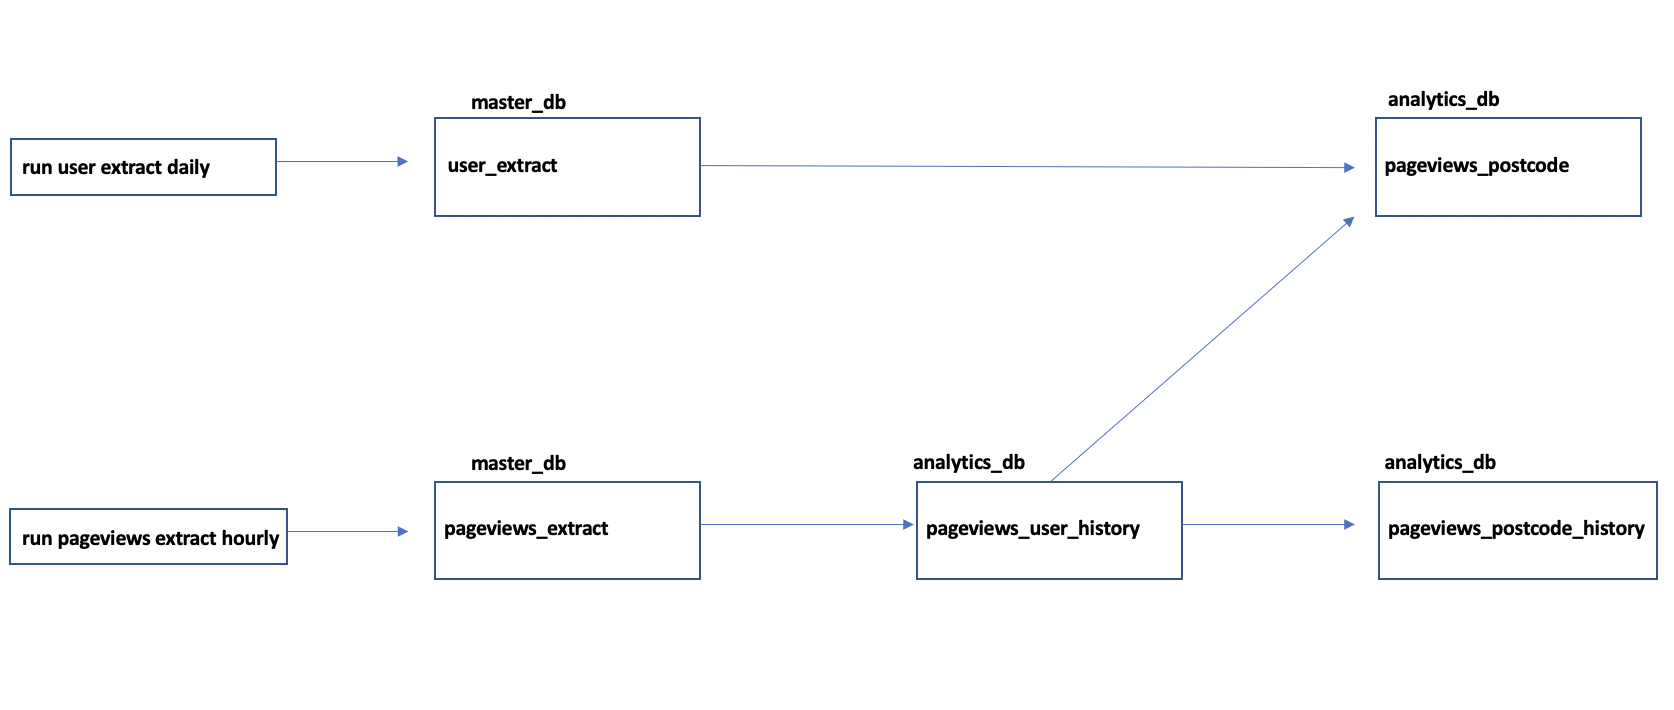 master_db
analytics_db
run user extract daily
user_extract
pageviews_postcode
master_db
analytics_db
analytics_db
run pageviews extract hourly
pageviews_extract
pageviews_user_history
pageviews_postcode_history